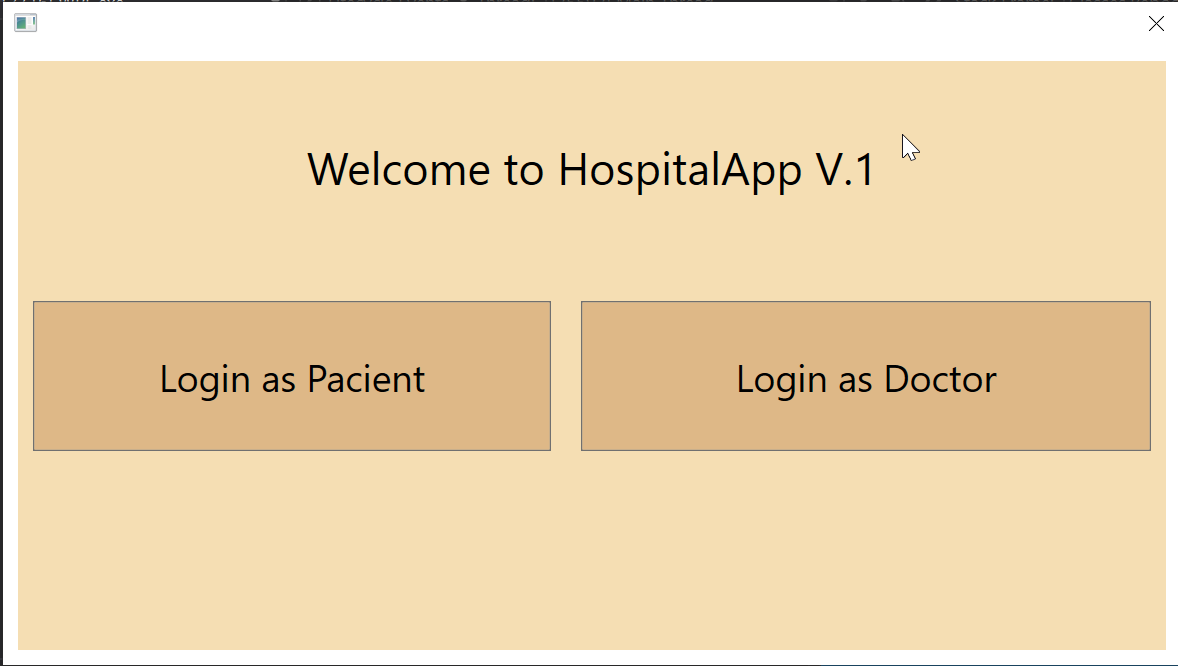 Welcome to HospitalApp V.1
Login as Pacient
Login as Doctor